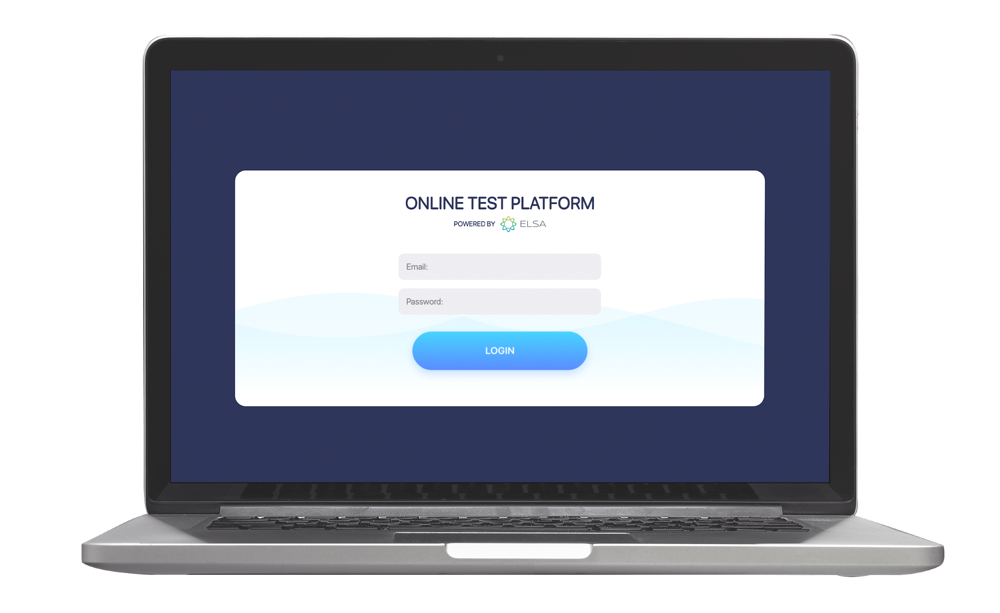 ONLINE TEST PLATFORM
POWERED BY ELSA
Email:
Password:
LOGIN